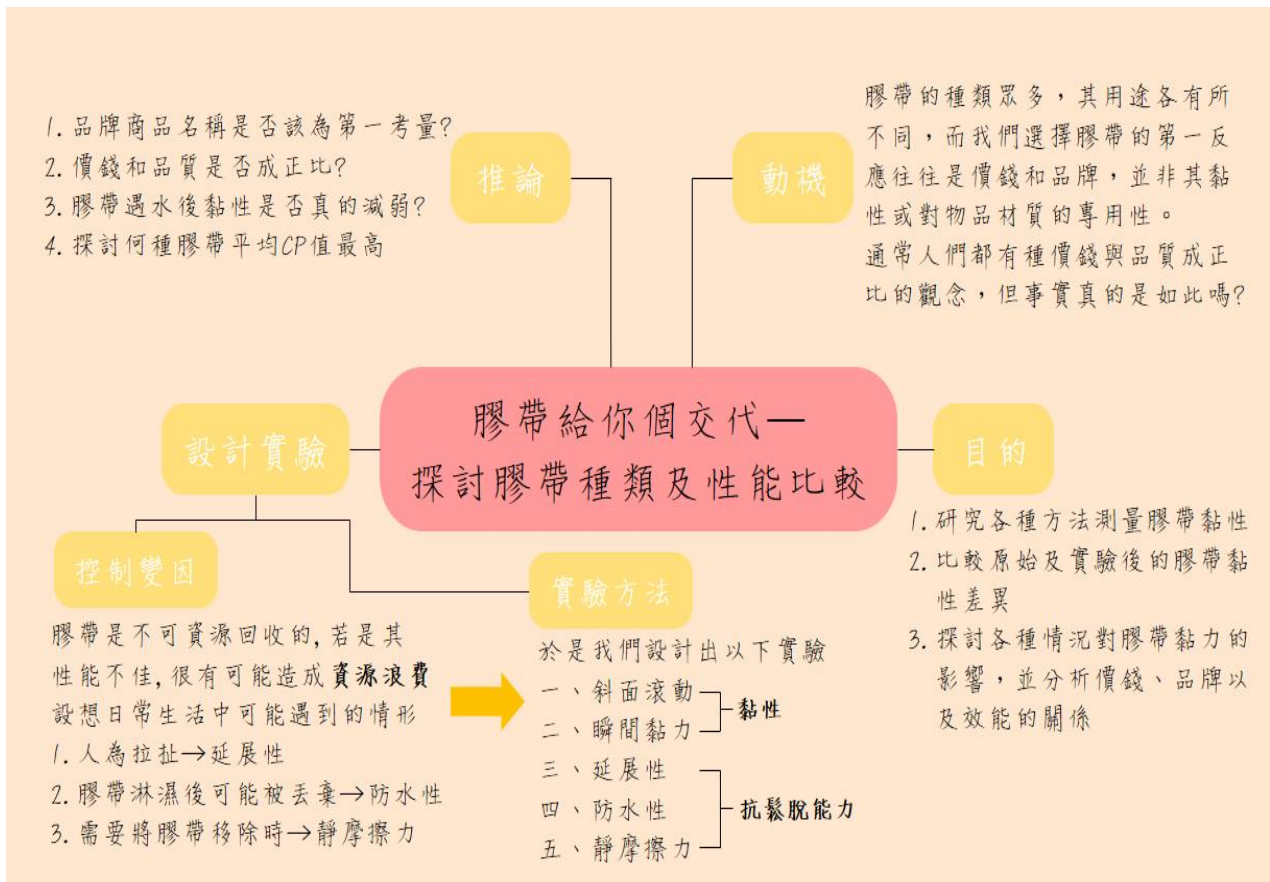 膠帶給你個交代—
探討膠帶種類及性能比較
動機
膠帶的種類眾多，其用途各有所
不同，而我們選擇膠帶的第一反
應往往是價錢和品牌，並非其黏
性或對物品材質的專用性。
通常人們都有種價錢與品質成正
比的觀念，但事實真的是如此嗎?
目的
1. 研究各種方法測量膠帶黏性
2. 比較原始及實驗後的膠帶黏
性差異
3. 探討各種情況對膠帶黏力的
影響，並分析價錢、品牌以
及效能的關係
推論
1. 品牌商品名稱是否該為第一考量?
2. 價錢和品質是否成正比?
3. 膠帶遇水後黏性是否真的減弱?
4. 探討何種膠帶平均CP值最高
設計實驗
控制變因
膠帶是不可資源回收的, 若是其
性能不佳, 很有可能造成資源浪費
設想日常生活中可能遇到的情形
1. 人為拉扯→延展性
2. 膠帶淋濕後可能被丟棄→防水性
3. 需要將膠帶移除時→靜摩擦力
實驗方法
於是我們設計出以下實驗
一、斜面滾動
二、瞬間黏力
黏性
三、延展性
四、防水性
五、靜摩擦力
抗鬆脫能力